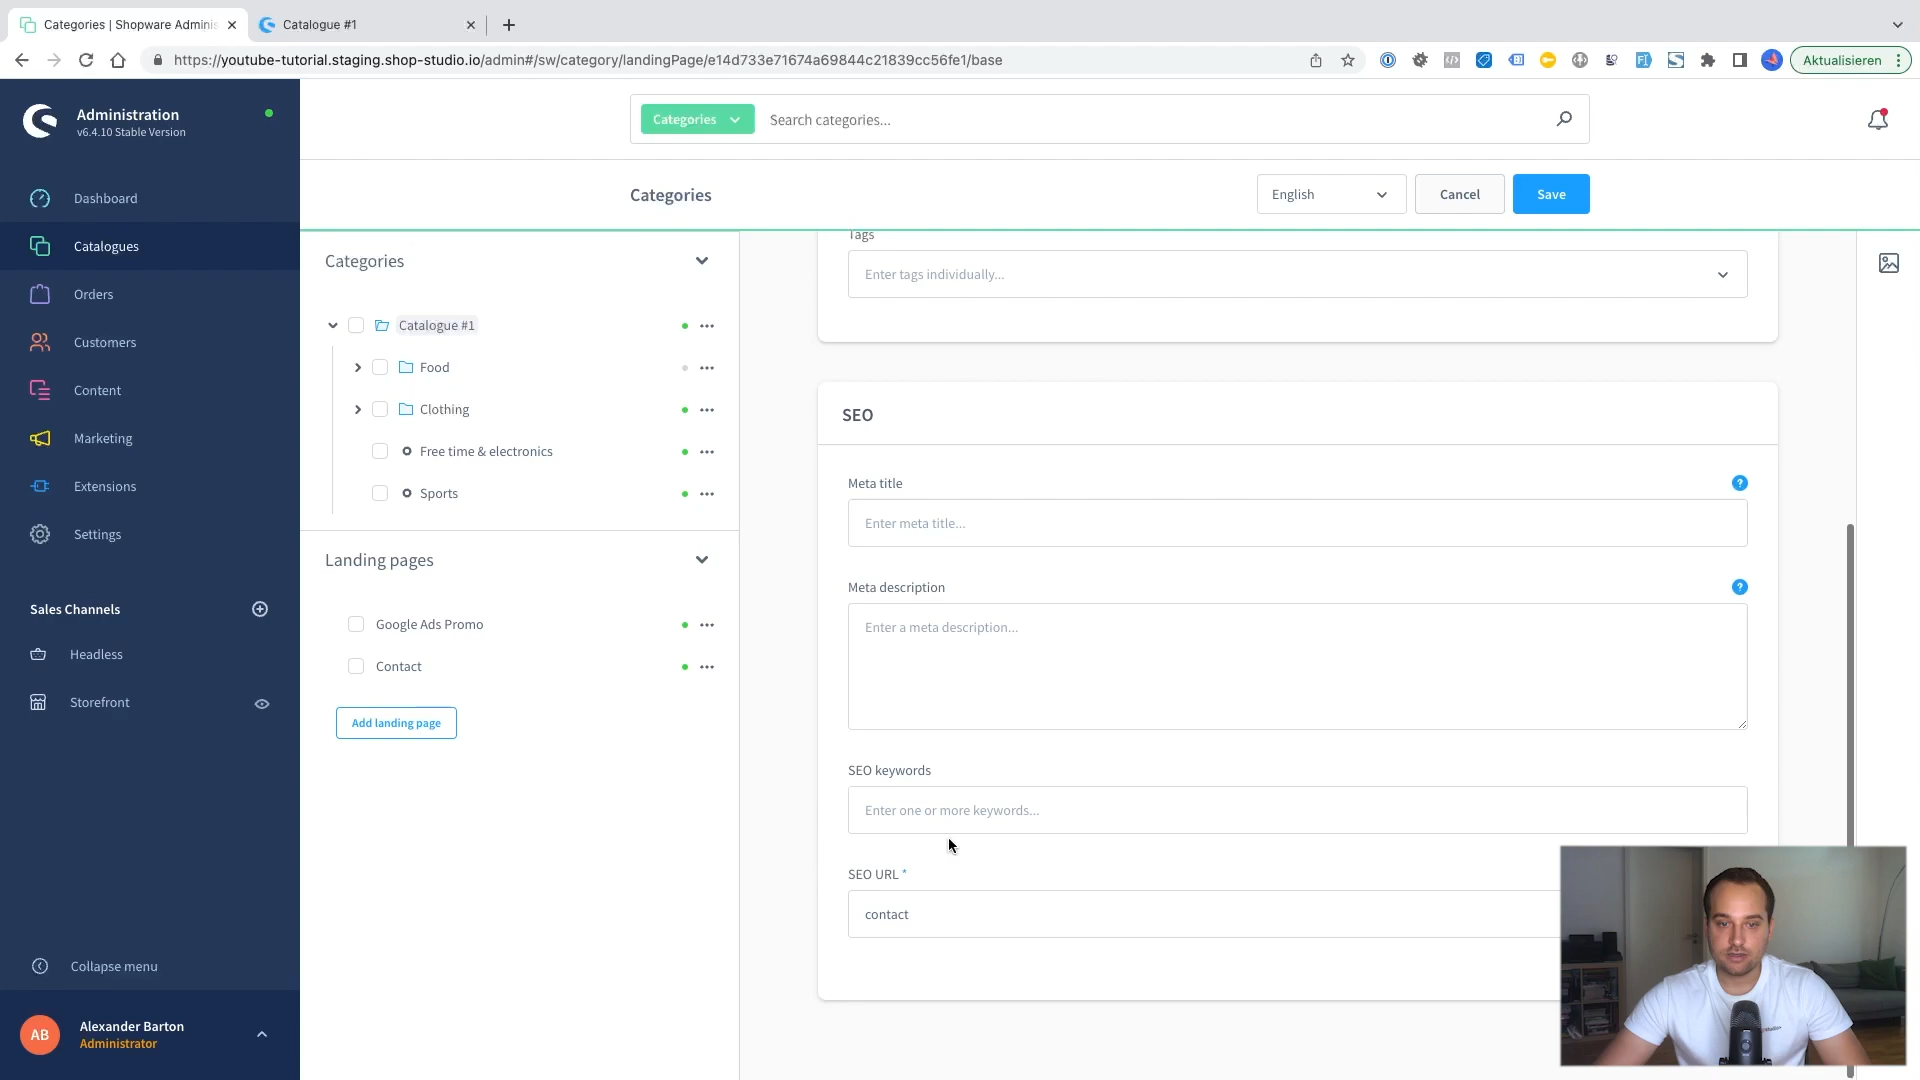 Categories | Shopware Adminis
Catalogue #1
https://youtube-tutorial.staging.shop-studio.io/admin#/sw/category/landingPage/e14d733e71674a69844c21839cc56fe1/base
Aktualisieren
Administration
v6.4.10 Stable Version
Categories
Search categories...
Categories
English
Cancel
Save
Dashboard
Catalogues
Orders
Customers
Content
Marketing
Extensions
Settings
Sales Channels
Headless
Storefront
Collapse menu
AB
Alexander Barton
Administrator
Categories
Catalogue #1
Food
Clothing
Free time & electronics
Sports
Landing pages
Google Ads Promo
Contact
Add landing page
Tags
Enter tags individually...
SEO
Meta title
?
Enter meta title...
Meta description
?
Enter a meta description...
SEO keywords
Enter one or more keywords...
SEO URL *
contact